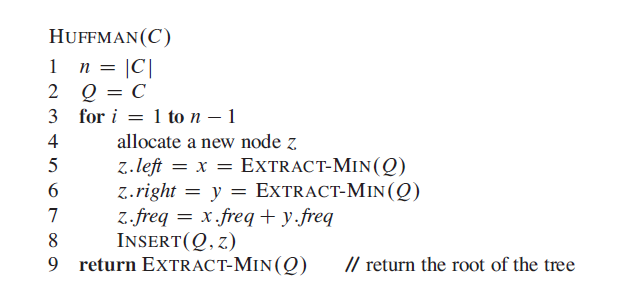 HUFFMAN(C)
1 n = |C|
2 Q = C
3 for i = 1 to n − 1
4 allocate a new node z
5 z.left = x = EXTRACT-MIN(Q)
6 z.right = y = EXTRACT-MIN(Q)
7 z.freq = x.freq + y.freq
8 INSERT(Q, z)
9 return EXTRACT-MIN(Q) // return the root of the tree